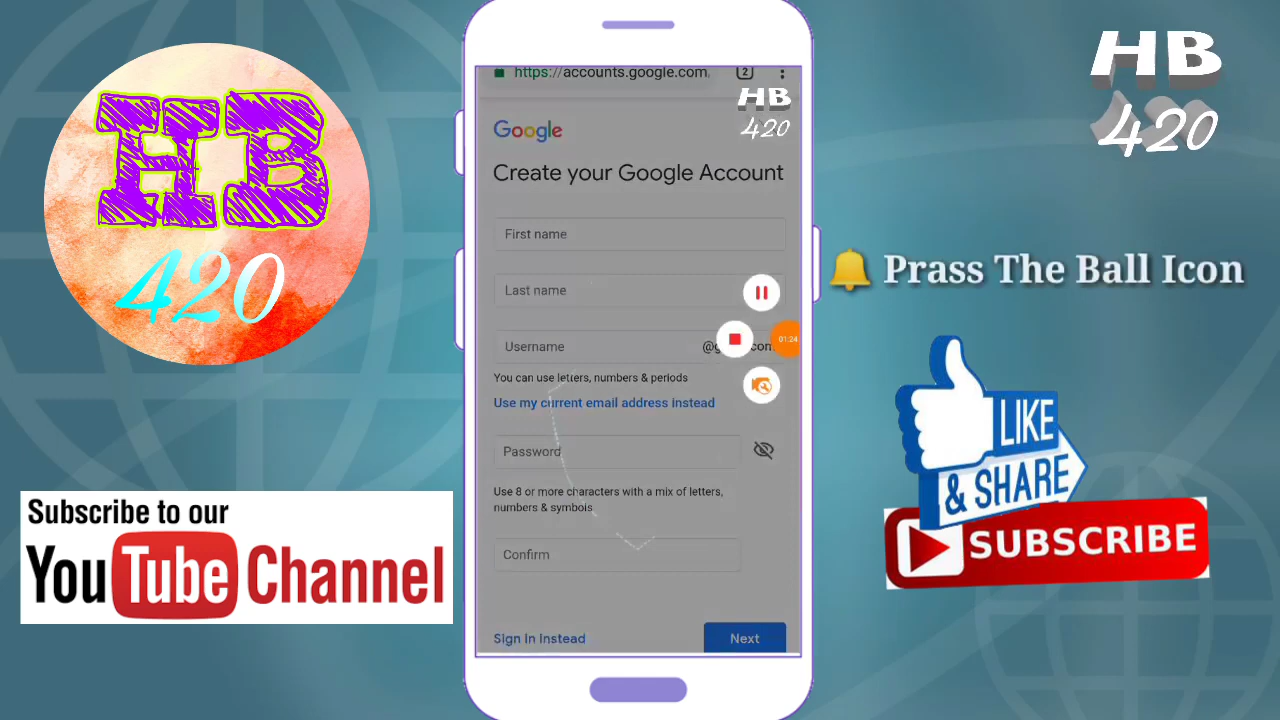 HB
420
Subscribe to our
YouTube Channel
https://accounts.google.com.
2
HB
420
Google
Create your Google Account
First name
Last name
Username
01:24
You can use letters, numbers & periods
Use my current email address instead
Password
Use 8 or more characters with a mix of letters,
numbers & symbols
Confirm
Sign in instead
Next
HB
420
Prass The Ball Icon
LIKE
& SHARE
SUBSCRIBE